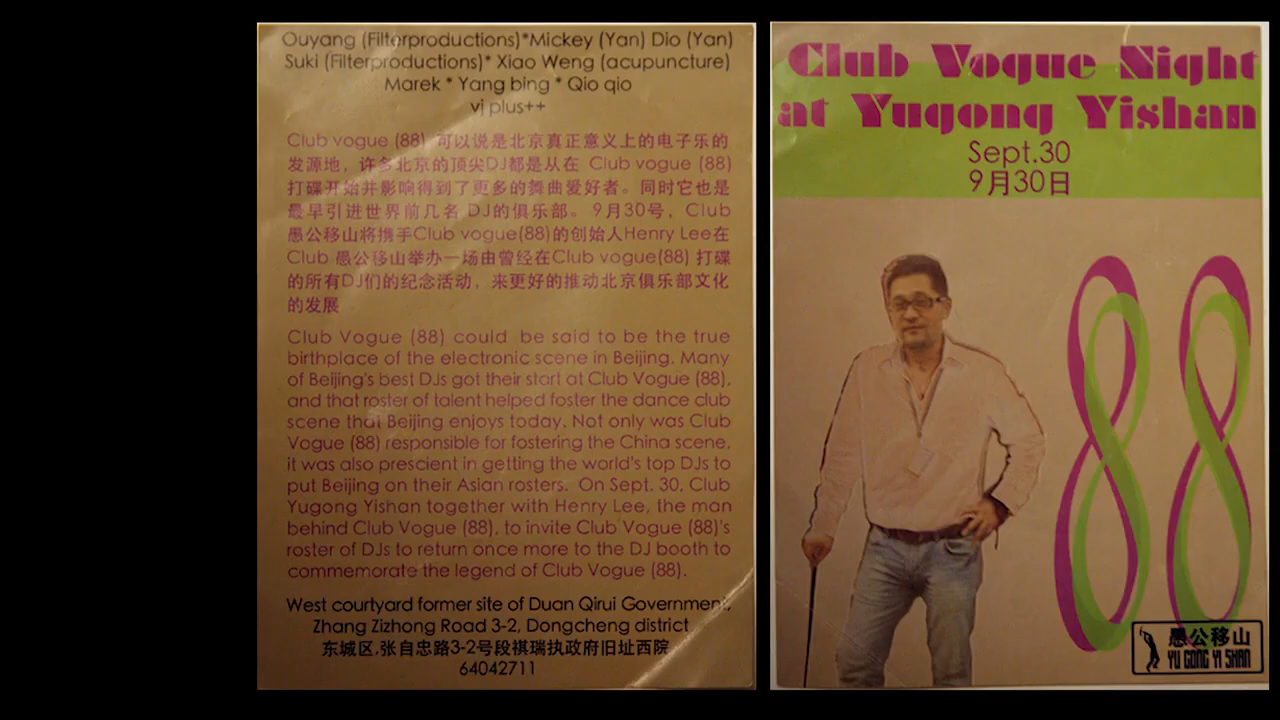 Ouyang (Filterproductions)*Mickey (Yan) Dio (Yan)
Suki (Filterproductions)* Xiao Weng (acupuncture)
Marek * Yang bing * Qio qio
vj plus++
Club vogue (88) 可以说是北京真正意义上的电子乐的
发源地，许多北京的顶尖DJ都是从在 Club vogue (88)
打碟开始并影响得到了更多的舞曲爱好者。同时它也是
最早引进世界前几名 DJ的俱乐部。 9月30号，Club
愚公移山将携手Club vogue(88)的创始人Henry Lee在
Club 愚公移山举办一场由曾经在Club vogue(88) 打碟
的所有DJ们的纪念活动，来更好的推动北京俱乐部文化
的发展
Club Vogue (88) could be said to be the true
birthplace of the electronic scene in Beijing. Many
of Beijing's best DJs got their start at Club Vogue (88),
and that roster of talent helped foster the dance club
scene that Beijing enjoys today. Not only was Club
Vogue (88) responsible for fostering the China scene,
it was also prescient in getting the world's top DJs to
put Beijing on their Asian rosters. On Sept. 30, Club
Yugong Yishan together with Henry Lee, the man
behind Club Vogue (88), to invite Club Vogue (88)'s
roster of DJs to return once more to the DJ booth to
commemorate the legend of Club Vogue (88).
West courtyard former site of Duan Qirui Government,
Zhang Zizhong Road 3-2, Dongcheng district
东城区,张自忠路3-2号段祺瑞执政府旧址西院
64042711
Club Vogue Night
at Yugong Yishan
Sept.30
9月30日
88
愚公移山
YU GONG YI SHAN